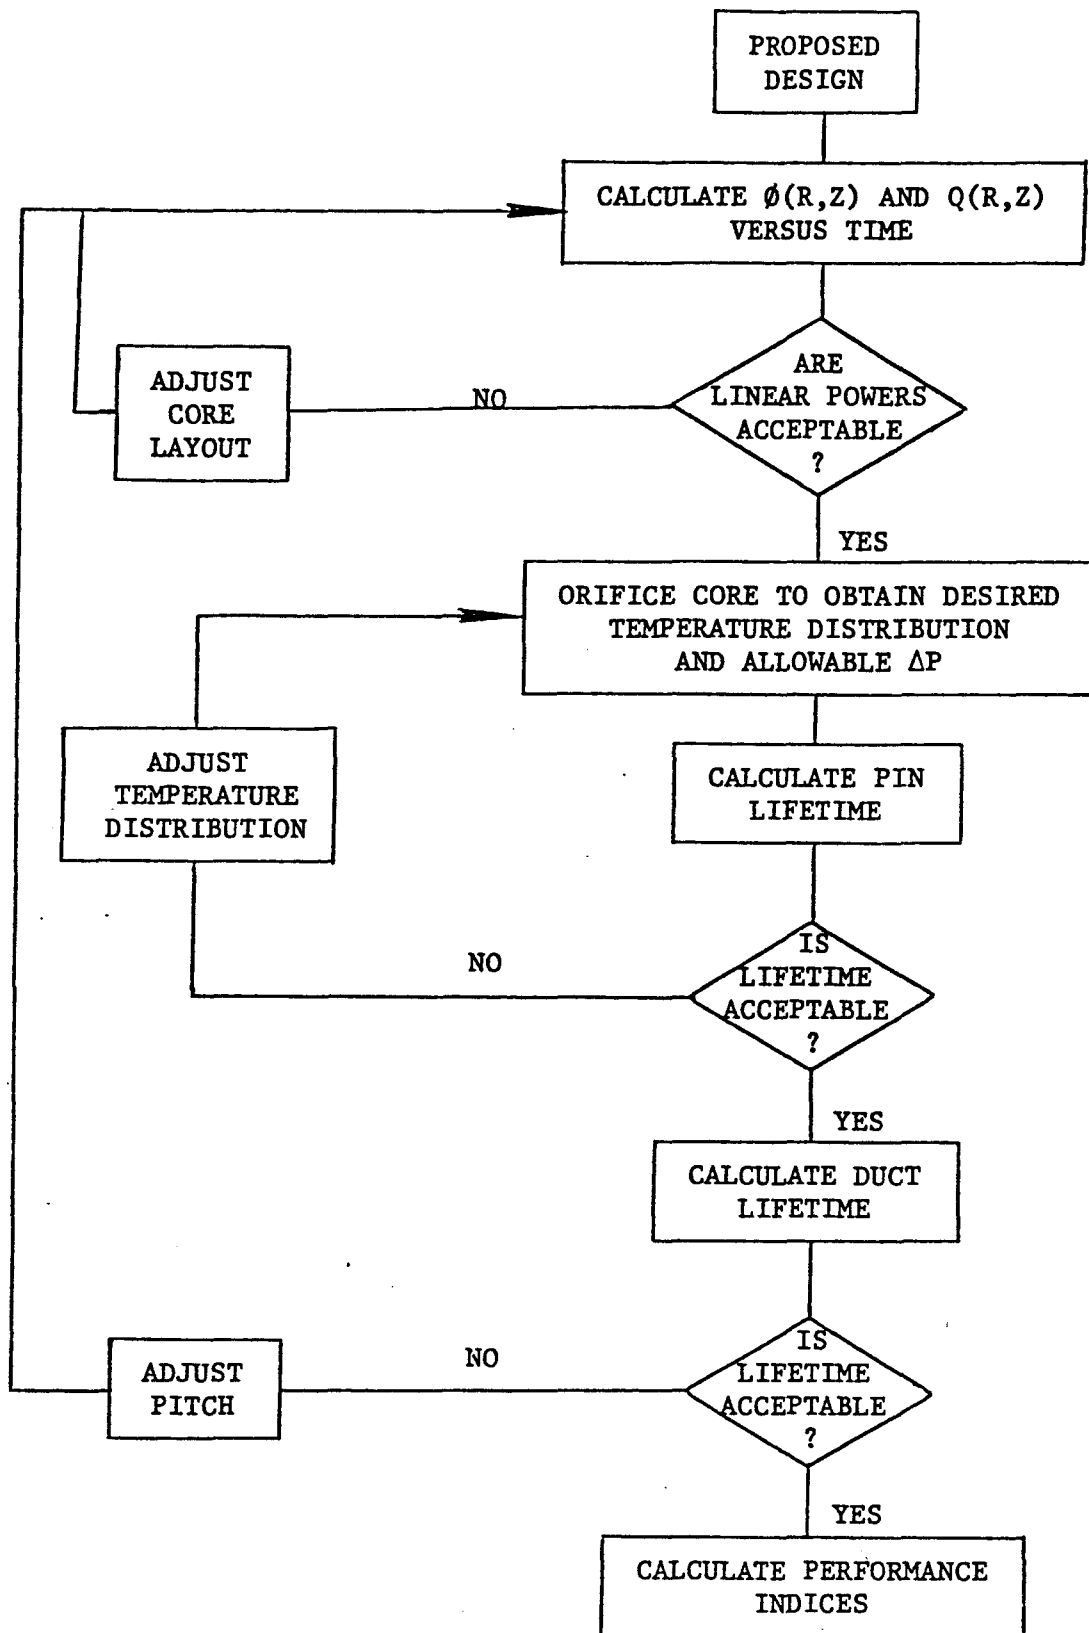 PROPOSED
DESIGN
CALCULATE Ø(R,Z) AND Q(R,Z)
VERSUS TIME
ARE
LINEAR POWERS
ACCEPTABLE
?
NO
ADJUST
CORE
LAYOUT
YES
ORIFICE CORE TO OBTAIN DESIRED
TEMPERATURE DISTRIBUTION
AND ALLOWABLE ΔP
ADJUST
TEMPERATURE
DISTRIBUTION
CALCULATE PIN
LIFETIME
IS
LIFETIME
ACCEPTABLE
?
NO
YES
CALCULATE DUCT
LIFETIME
IS
LIFETIME
ACCEPTABLE
?
NO
ADJUST
PITCH
YES
CALCULATE PERFORMANCE
INDICES